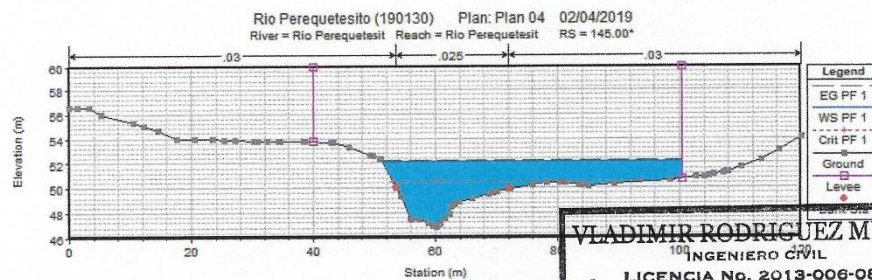 Rio Perequetesito (190130) Plan: Plan 04 02/04/2019
River = Rio Perequetesit Reach = Rio Perequetesit RS = 145.00*
.03 .025 .03
Legend
EG PF 1
WS PF 1
Crit PF 1
Ground
Levee
Elevation (m)
60
58
56
54
52
50
48
46
0 20 40 60 80 100 130
Station (m)
VLADIMIR RODRIGUEZ
INGENIERO CIVIL
LICENCIA No. 2013-006-08